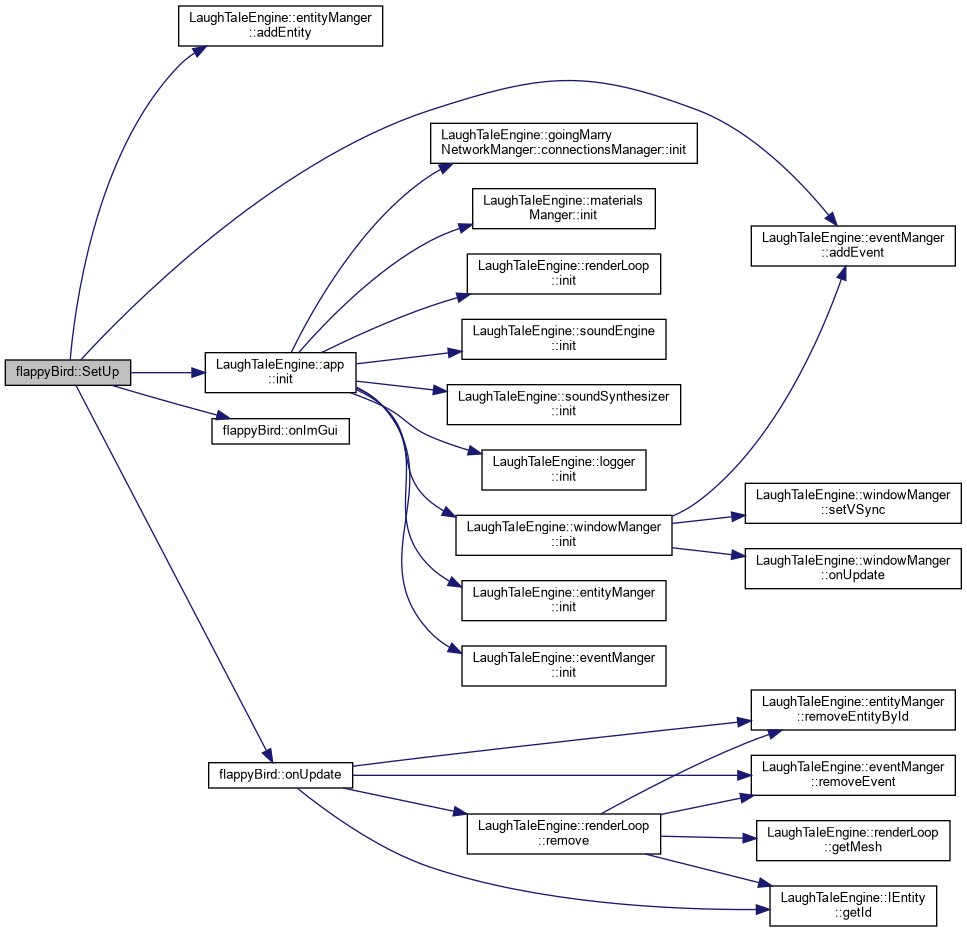 LaughTaleEngine::entityManger
::addEntity
LaughTaleEngine::goingMarry
NetworkManger::connectionsManager::init
LaughTaleEngine::materials
Manger::init
LaughTaleEngine::eventManger
::addEvent
LaughTaleEngine::renderLoop
::init
LaughTaleEngine::soundEngine
::init
flappyBird::SetUp
LaughTaleEngine::app
::init
LaughTaleEngine::soundSynthesizer
::init
flappyBird::onImGui
LaughTaleEngine::logger
::init
LaughTaleEngine::windowManger
::setVSync
LaughTaleEngine::windowManger
::init
LaughTaleEngine::windowManger
::onUpdate
LaughTaleEngine::entityManger
::init
LaughTaleEngine::eventManger
::init
LaughTaleEngine::entityManger
::removeEntityById
flappyBird::onUpdate
LaughTaleEngine::eventManger
::removeEvent
LaughTaleEngine::renderLoop
::remove
LaughTaleEngine::renderLoop
::getMesh
LaughTaleEngine::IEntity
::getId